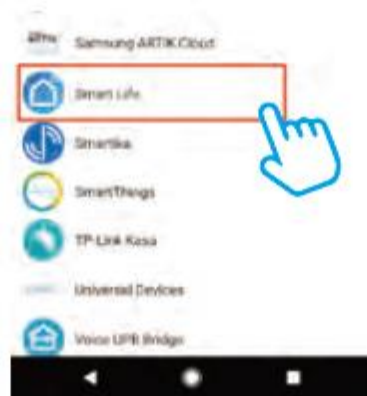 Samsung ARTIK Cloud
Smart Life
Smartika
SmartThings
TP-Link Kasa
Universal Devices
Voice UPB Bridge